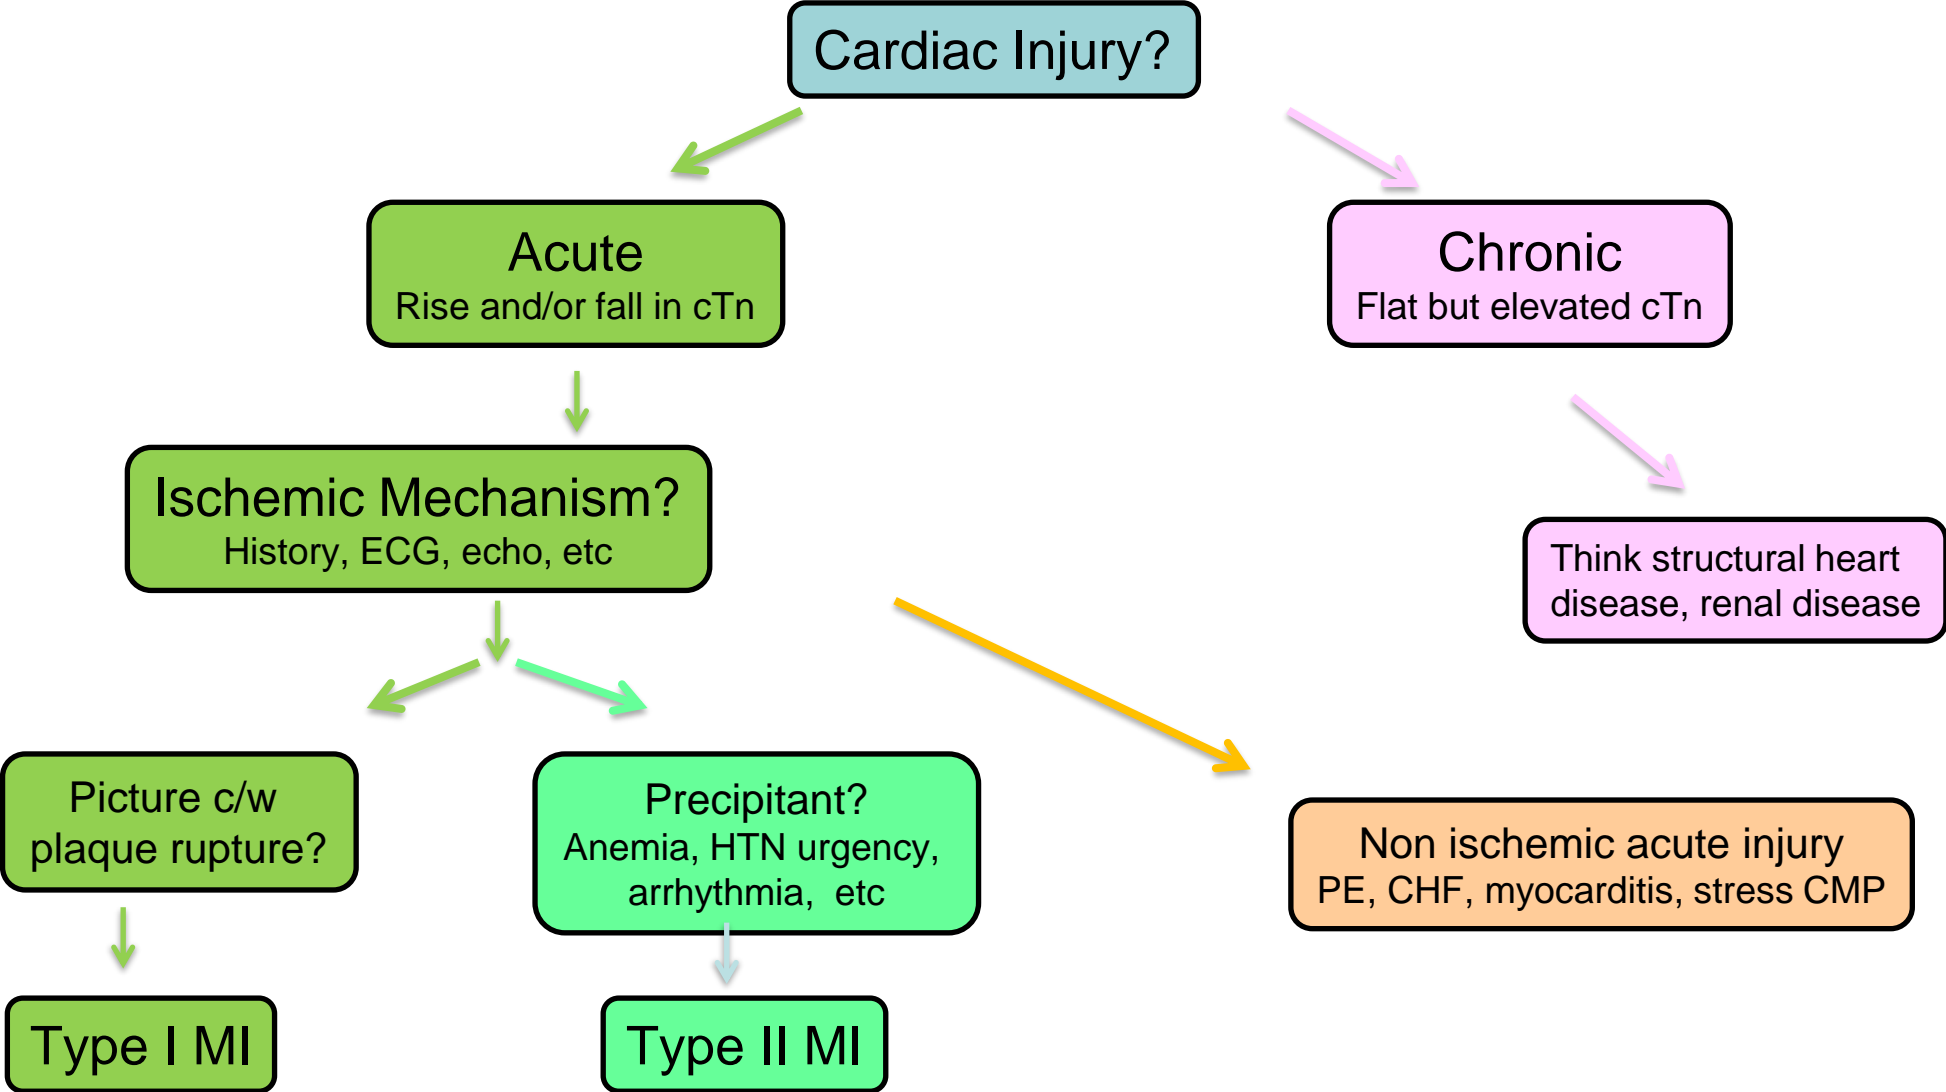 Cardiac Injury?
Acute
Rise and/or fall in cTn
Chronic
Flat but elevated cTn
Ischemic Mechanism?
History, ECG, echo, etc
Think structural heart
disease, renal disease
Picture c/w
plaque rupture?
Precipitant?
Anemia, HTN urgency,
arrhythmia, etc
Non ischemic acute injury
PE, CHF, myocarditis, stress CMP
Type I MI
Type II MI